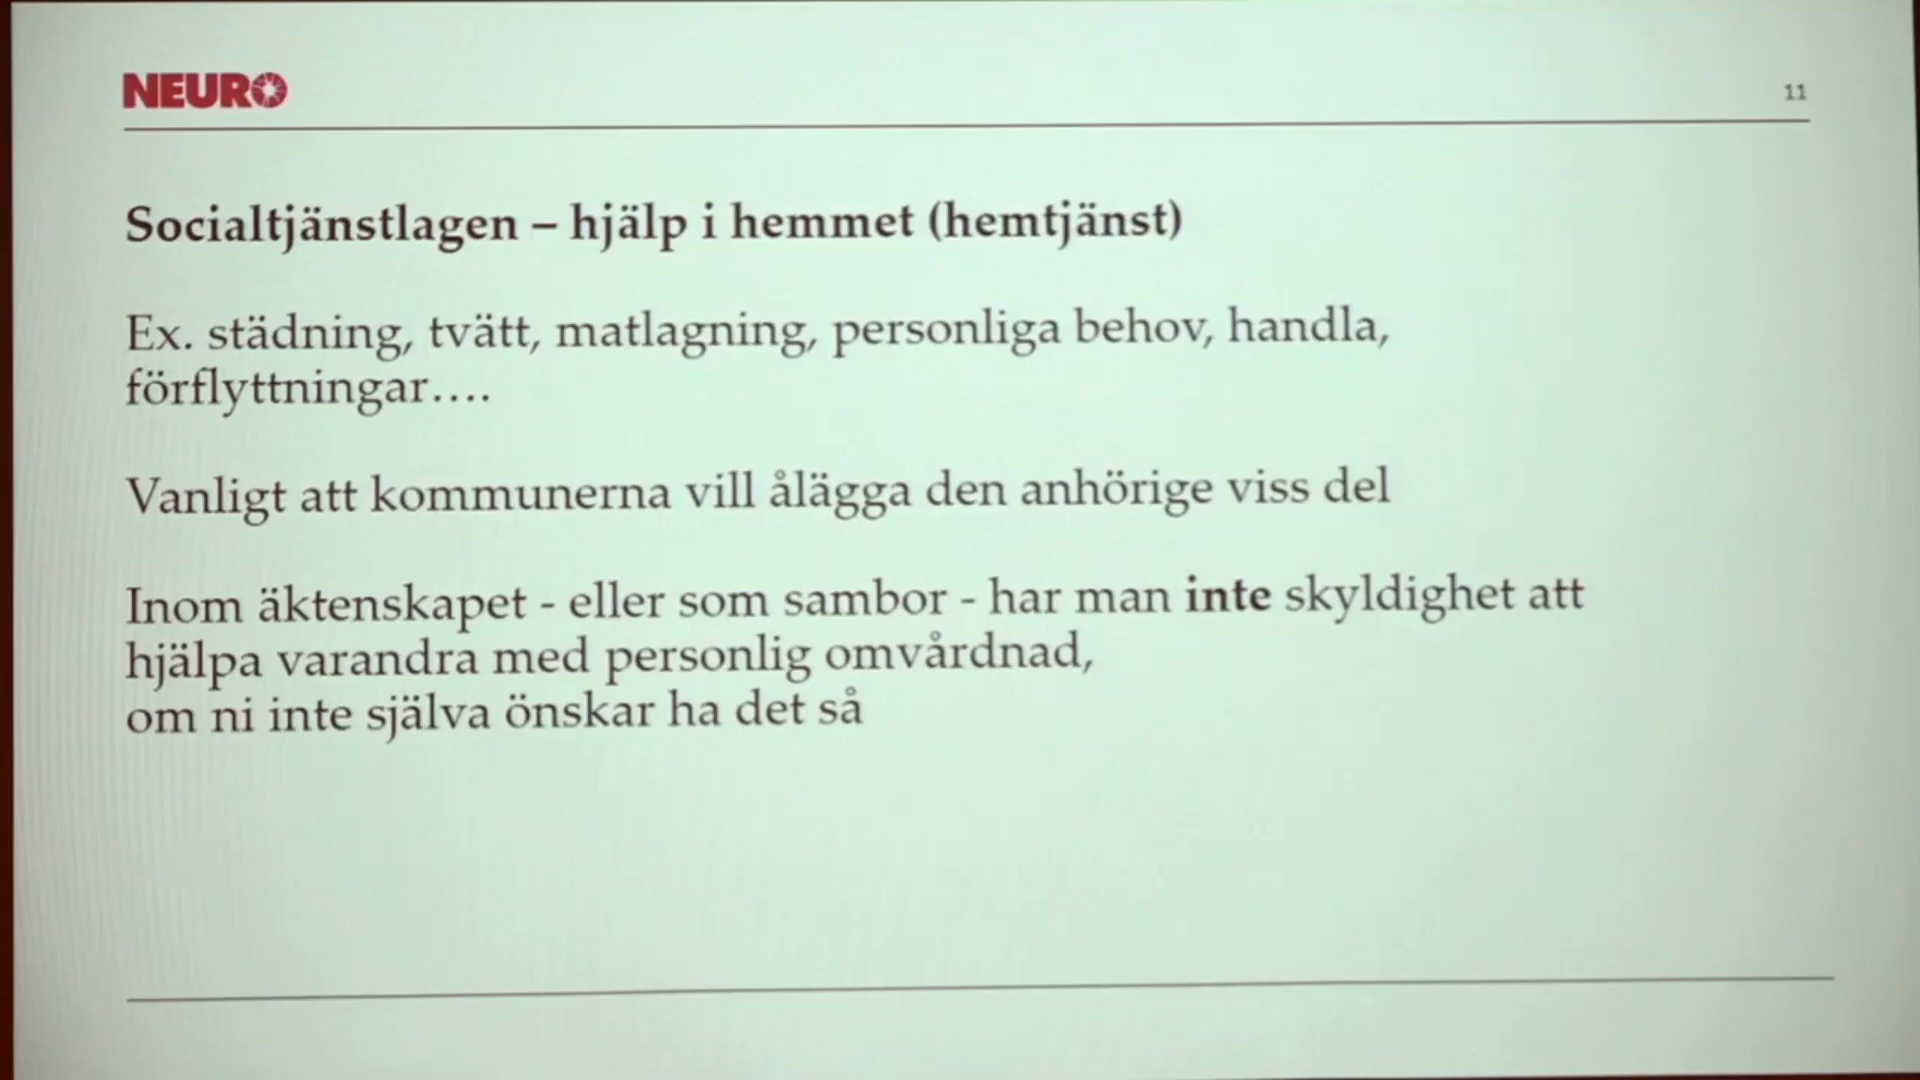 NEURO
11
Socialtjänstlagen – hjälp i hemmet (hemtjänst)
Ex. städning, tvätt, matlagning, personliga behov, handla,
förflyttningar….
Vanligt att kommunerna vill ålägga den anhörige viss del
Inom äktenskapet - eller som sambor - har man inte skyldighet att
hjälpa varandra med personlig omvårdnad,
om ni inte själva önskar ha det så